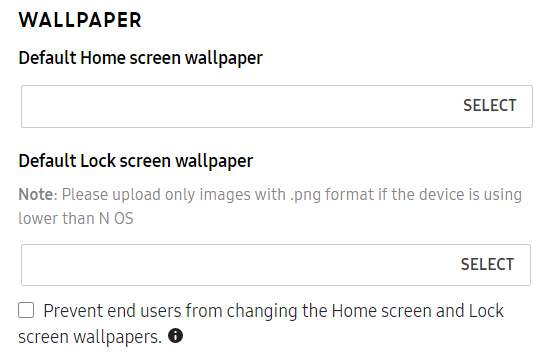 WALLPAPER
Default Home screen wallpaper
SELECT
Default Lock screen wallpaper
Note: Please upload only images with .png format if the device is using
lower than N OS
SELECT
Prevent end users from changing the Home screen and Lock
screen wallpapers.